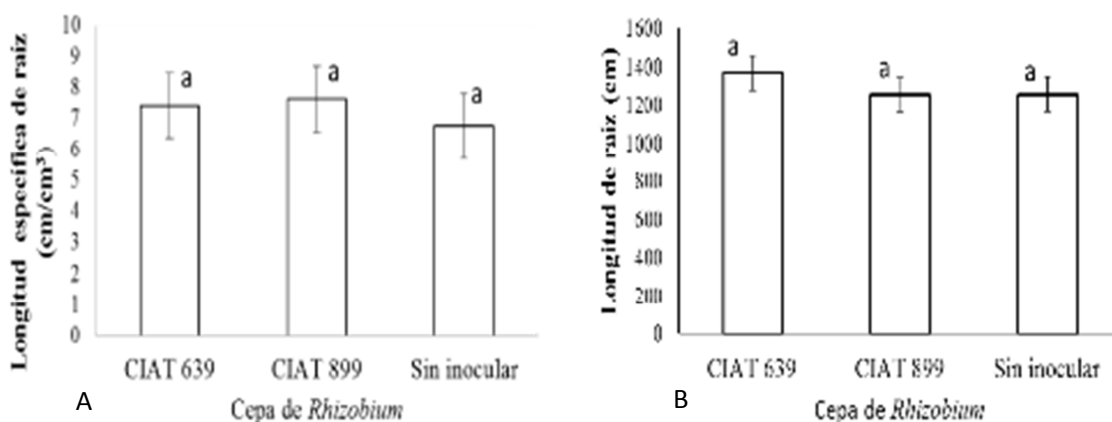 Longitud específica de raíz
(cm/cm³)
10
9
8
7
6
5
4
3
2
1
0
a
a
a
CIAT 639
CIAT 899
Sin inocular
Cepa de Rhizobium
A
Longitud de raíz (cm)
1600
1400
1200
1000
800
600
400
200
0
a
a
a
CIAT 639
CIAT 899
Sin inocular
Cepa de Rhizobium
B